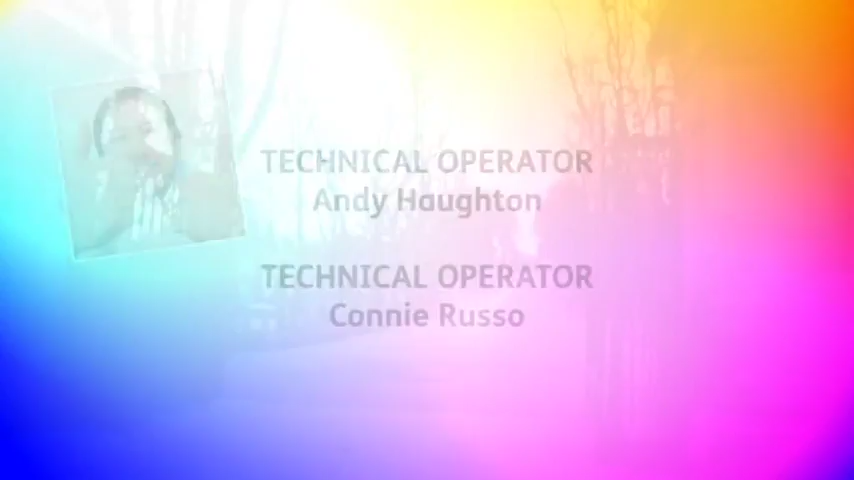 TECHNICAL OPERATOR
Andy Haughton
TECHNICAL OPERATOR
Connie Russo